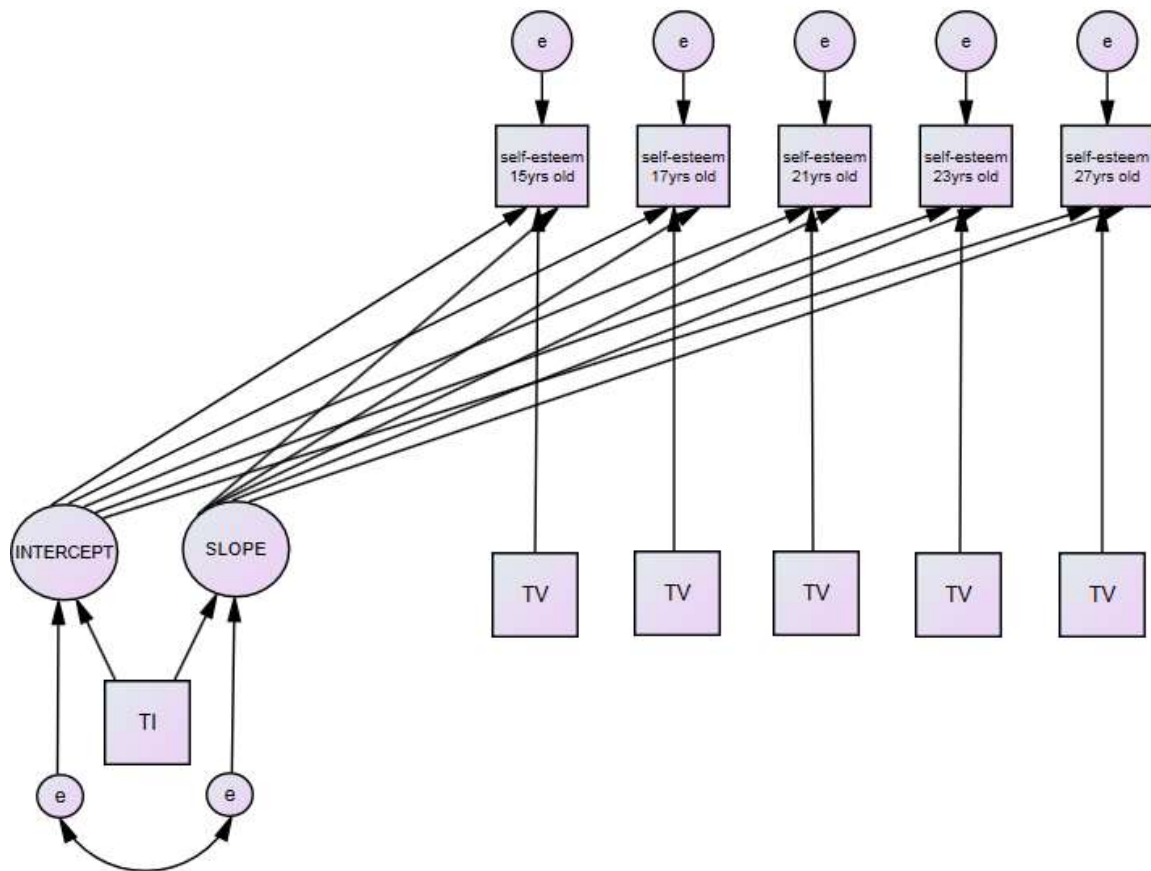 e e e e e
self-esteem self-esteem self-esteem self-esteem self-esteem
15yrs old 17yrs old 21yrs old 23yrs old 27yrs old
INTERCEPT SLOPE
TV TV TV TV TV
TI
e e